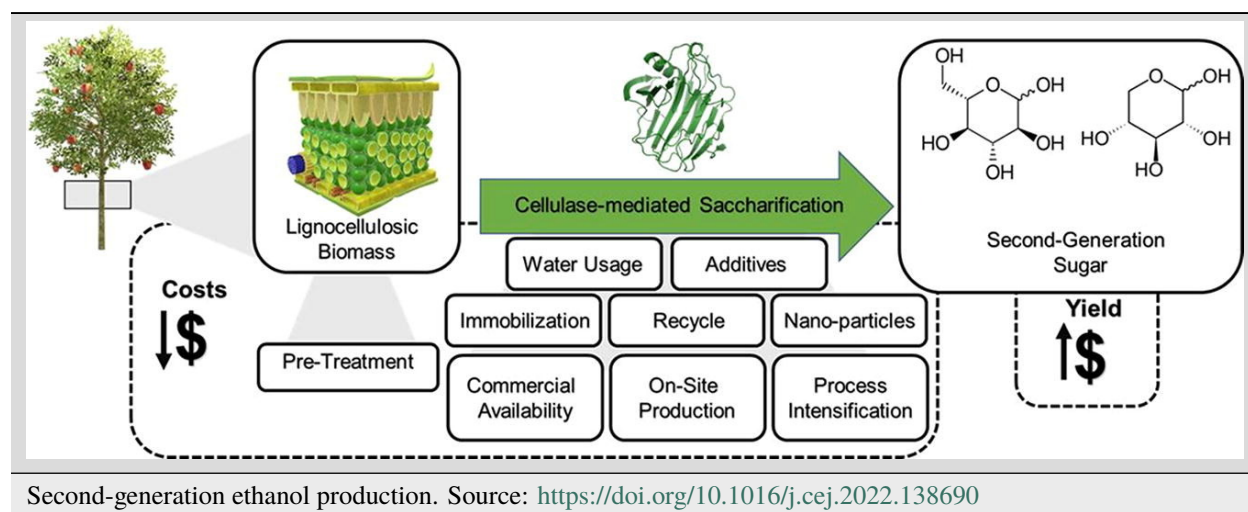 Lignocellulosic
Biomass
Cellulase-mediated Saccharification
OH
O
OH
HO
OH
OH
O
OH
HO
OH
HO
Second-Generation
Sugar
Costs
$
Pre-Treatment
Water Usage
Additives
Immobilization
Recycle
Nano-particles
Commercial
Availability
On-Site
Production
Process
Intensification
Yield
$
Second-generation ethanol production. Source: https://doi.org/10.1016/j.cej.2022.138690